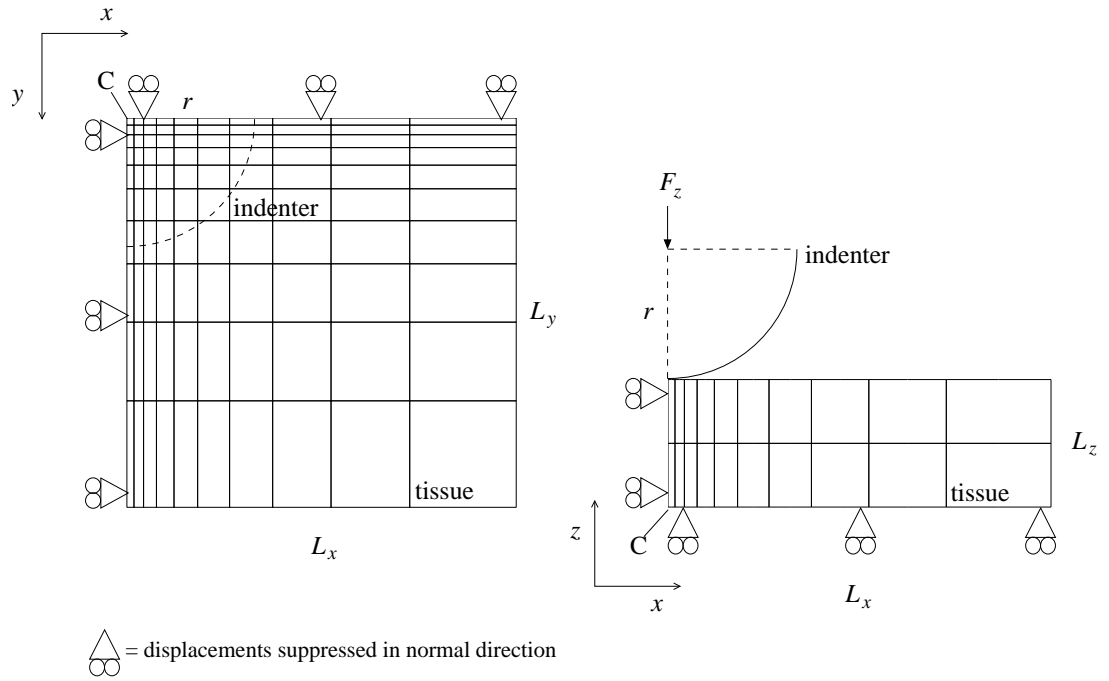 x
y
C
r
indenter
L_y
tissue
L_x
F_z
indenter
r
L_z
tissue
z
C
x
L_x
= displacements suppressed in normal direction